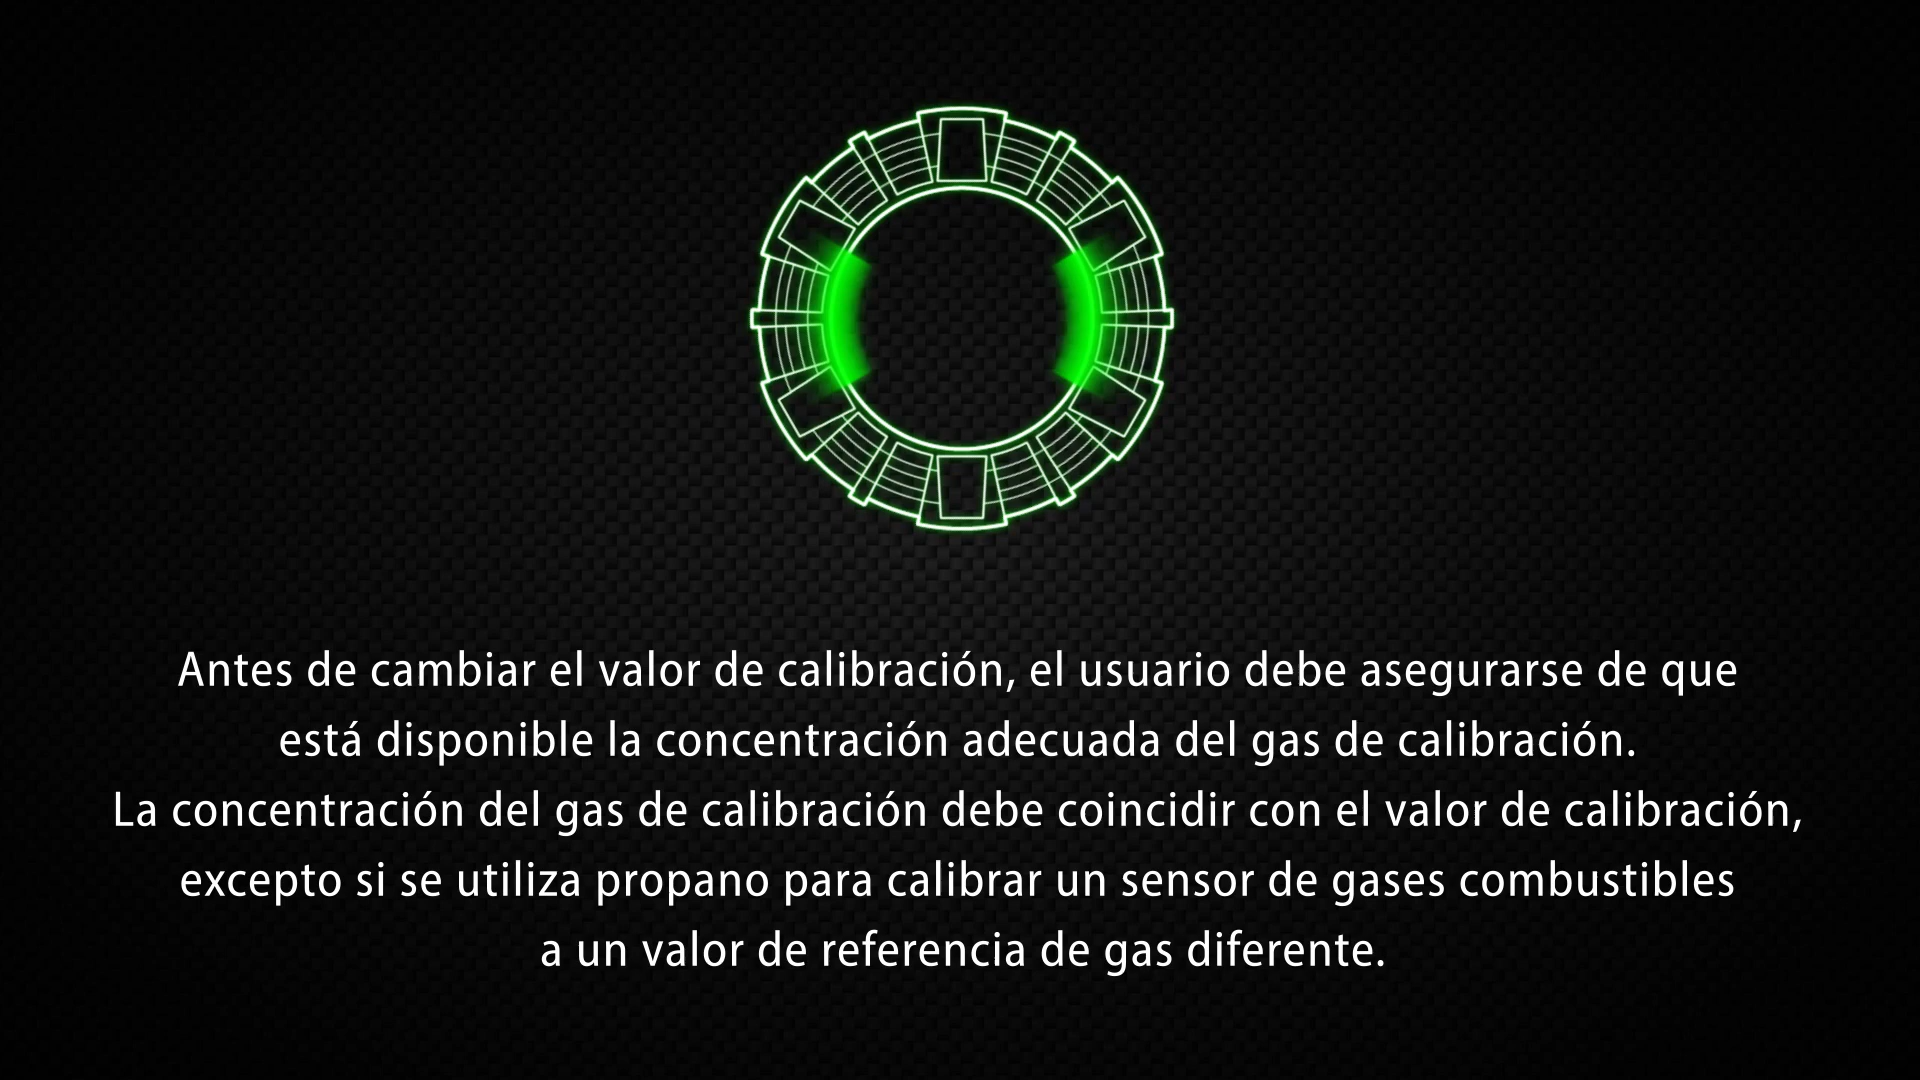 Antes de cambiar el valor de calibración, el usuario debe asegurarse de que
está disponible la concentración adecuada del gas de calibración.
La concentración del gas de calibración debe coincidir con el valor de calibración,
excepto si se utiliza propano para calibrar un sensor de gases combustibles
a un valor de referencia de gas diferente.